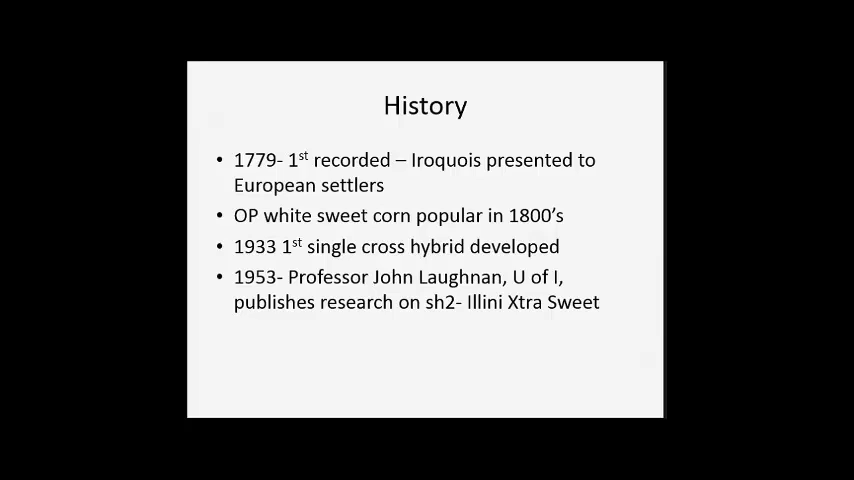 History
• 1779- 1st recorded – Iroquois presented to
European settlers
• OP white sweet corn popular in 1800's
• 1933 1st single cross hybrid developed
• 1953- Professor John Laughnan, U of I,
publishes research on sh2- Illini Xtra Sweet